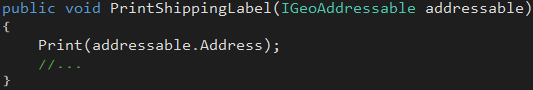 public void PrintShippingLabel(IGeoAddressable addressable)
{
    Print(addressable.Address);
    //...
}